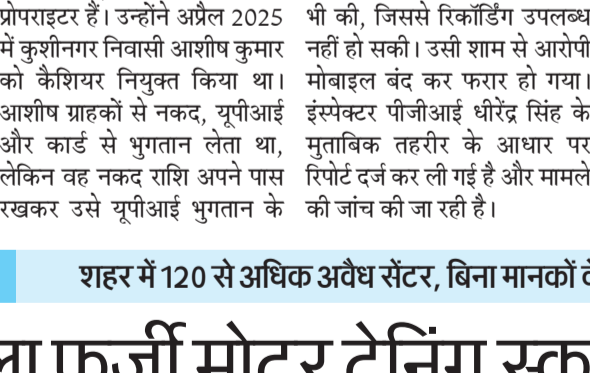 प्रोपराइटर हैं। उन्होंने अप्रैल 2025
में कुशीनगर निवासी आशीष कुमार
को कैशियर नियुक्त किया था।
आशीष ग्राहकों से नकद, यूपीआई
और कार्ड से भुगतान लेता था,
लेकिन वह नकद राशि अपने पास
रखकर उसे यूपीआई भुगतान के
भी की, जिससे रिकॉर्डिंग उपलब्ध
नहीं हो सकी। उसी शाम से आरोपी
मोबाइल बंद कर फरार हो गया।
इंस्पेक्टर पीजीआई धीरेंद्र सिंह के
मुताबिक तहरीर के आधार पर
रिपोर्ट दर्ज कर ली गई है और मामले
की जांच की जा रही है।
शहर में 120 से अधिक अवैध सेंटर, बिना मानकों
फर्जी मोटर ट्रेनिंग